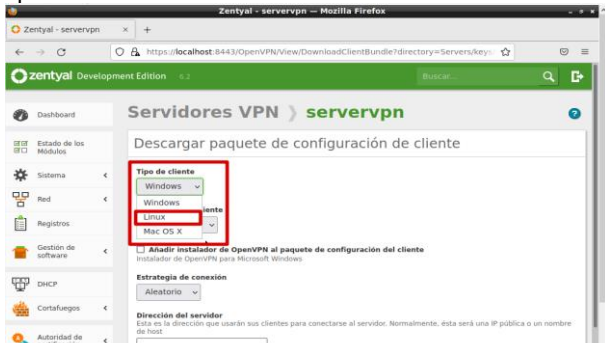 Zentyal - servervpn — Mozilla Firefox
Zentyal - servervpn × +
https://localhost:8443/OpenVPN/View/DownloadClientBundle?directory=Servers/keys
zentyal Development Edition 6.2
Buscar...
Dashboard
Estado de los
Módulos
Sistema
Red
Registros
Gestión de
software
DHCP
Cortafuegos
Autoridad de
Servidores VPN servervpn
Descargar paquete de configuración de cliente
Tipo de cliente
Windows
Windows
iente
Linux
Mac OS X
Añadir instalador de OpenVPN al paquete de configuración del cliente
Instalador de OpenVPN para Microsoft Windows
Estrategia de conexión
Aleatorio
Dirección del servidor
Esta es la dirección que usarán sus clientes para conectarse al servidor. Normalmente, ésta será una IP pública o un nombre
de host